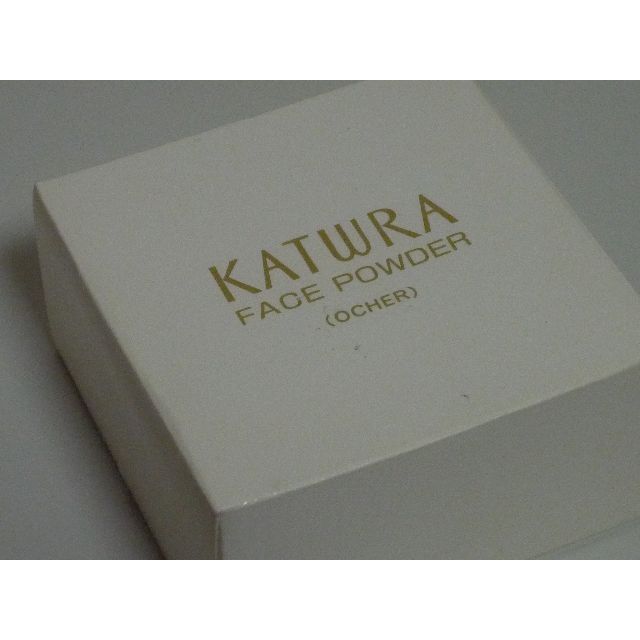 KATWRA
FACE POWDER
(OCHER)